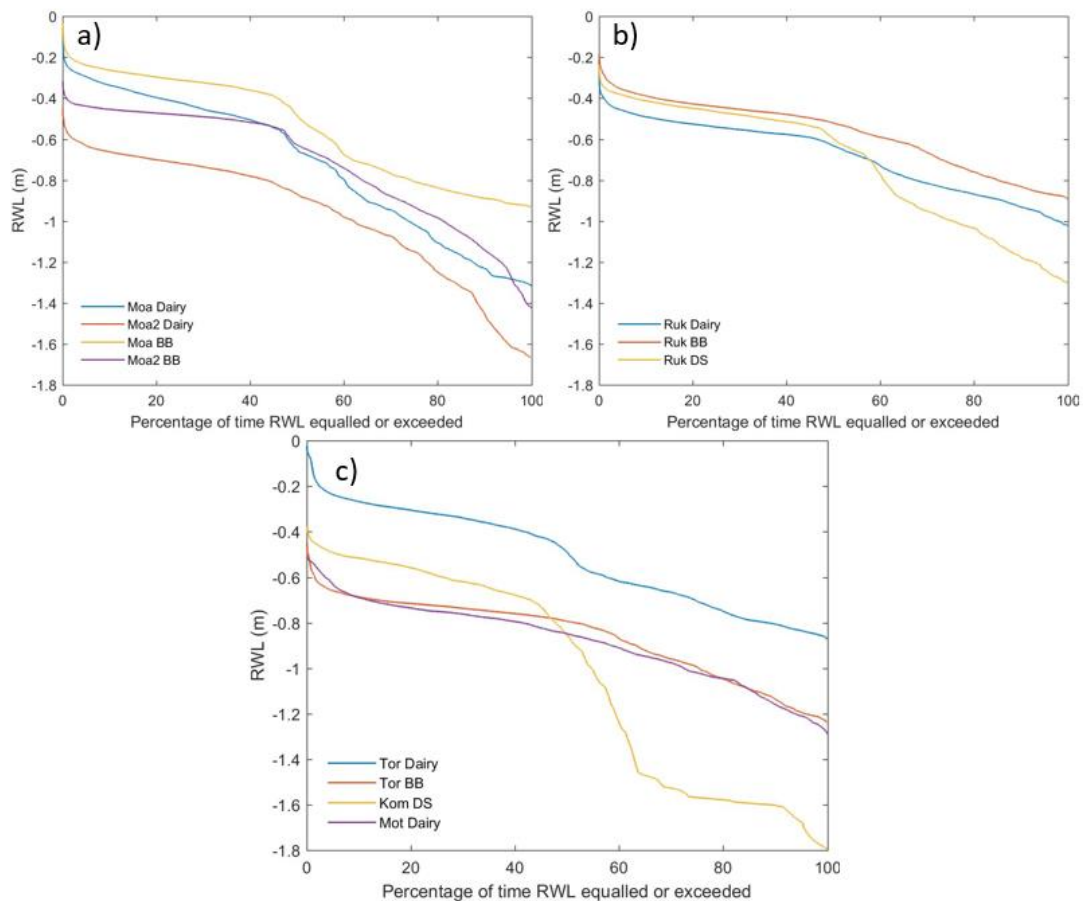 a)
0
-0.2
-0.4
-0.6
-0.8
-1
-1.2
-1.4
-1.6
-1.8
RWL (m)
Moa Dairy
Moa2 Dairy
Moa BB
Moa2 BB
0 20 40 60 80 100
Percentage of time RWL equalled or exceeded
b)
0
-0.2
-0.4
-0.6
-0.8
-1
-1.2
-1.4
-1.6
-1.8
RWL (m)
Ruk Dairy
Ruk BB
Ruk DS
0 20 40 60 80 100
Percentage of time RWL equalled or exceeded
c)
0
-0.2
-0.4
-0.6
-0.8
-1
-1.2
-1.4
-1.6
-1.8
RWL (m)
Tor Dairy
Tor BB
Kom DS
Mot Dairy
0 20 40 60 80 100
Percentage of time RWL equalled or exceeded